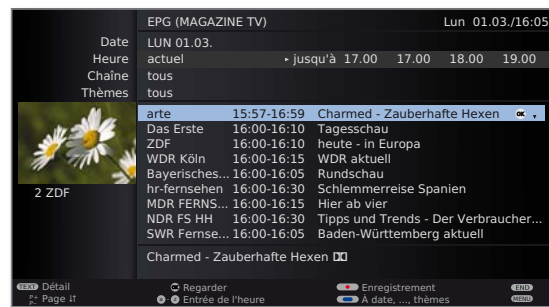 EPG (MAGAZINE TV) Lun 01.03./16:05
Date LUN 01.03.
Heure actuel ▸ jusqu'à 17.00 17.00 18.00 19.00
Chaîne tous
Thèmes tous
arte 15:57-16:59 Charmed - Zauberhafte Hexen OK
Das Erste 16:00-16:10 Tagesschau
ZDF 16:00-16:10 heute - in Europa
WDR Köln 16:00-16:15 WDR aktuell
Bayerisches... 16:00-16:05 Rundschau
hr-fernsehen 16:00-16:30 Schlemmerreise Spanien
MDR FERNS... 16:00-16:15 Hier ab vier
NDR FS HH 16:00-16:30 Tipps und Trends - Der Verbraucher...
SWR Fernse... 16:00-16:05 Baden-Württemberg aktuell
2 ZDF
Charmed - Zauberhafte Hexen
TEXT Détail OK Regarder Enregistrement END
P+ P- Page 0-9 Entrée de l'heure À date, ..., thèmes MENU